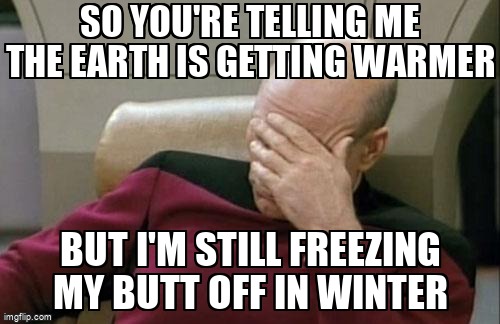 SO YOU'RE TELLING ME
THE EARTH IS GETTING WARMER
BUT I'M STILL FREEZING
MY BUTT OFF IN WINTER
imgflip.com